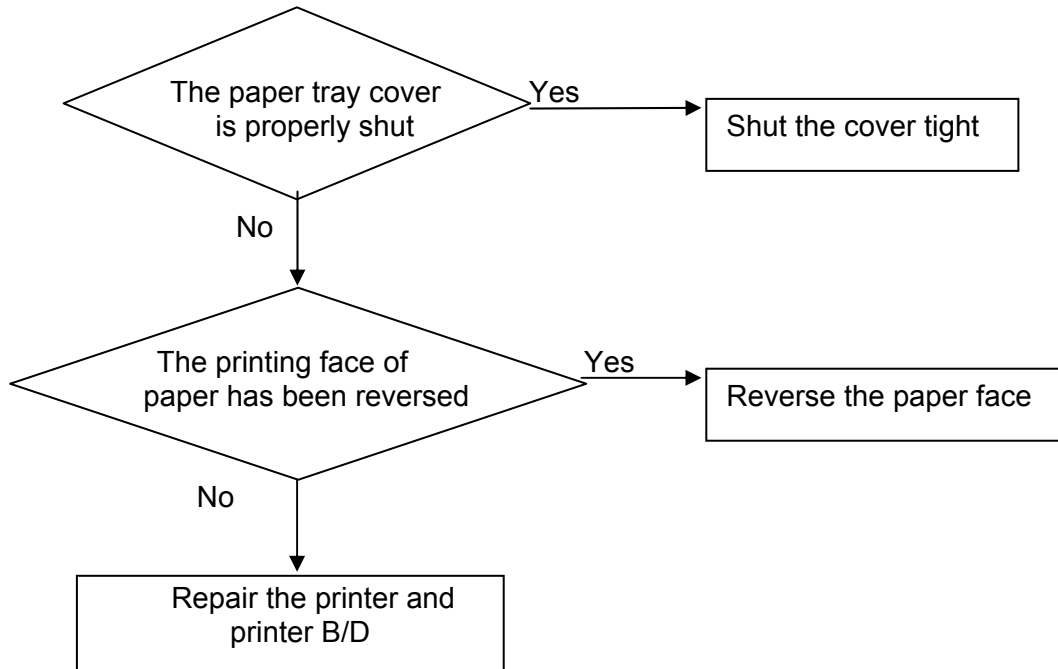 The paper tray cover
is properly shut
Yes
Shut the cover tight
No
The printing face of
paper has been reversed
Yes
Reverse the paper face
No
Repair the printer and
printer B/D